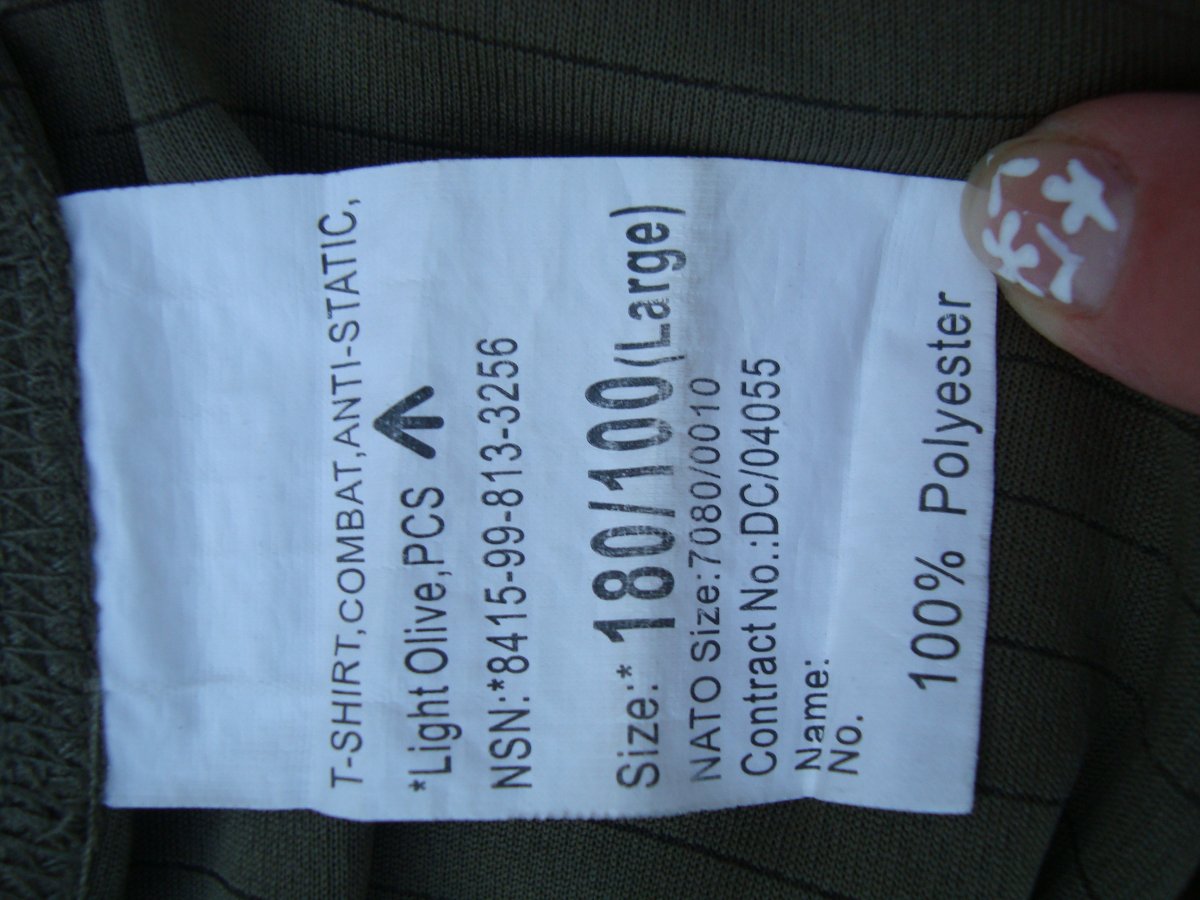 T-SHIRT,COMBAT,ANTI-STATIC,
*Light Olive,PCS
NSN:*8415-99-813-3256
Size:* 180/100(Large)
NATO Size:7080/0010
Contract No.:DC/04055
Name:
No.
100% Polyester